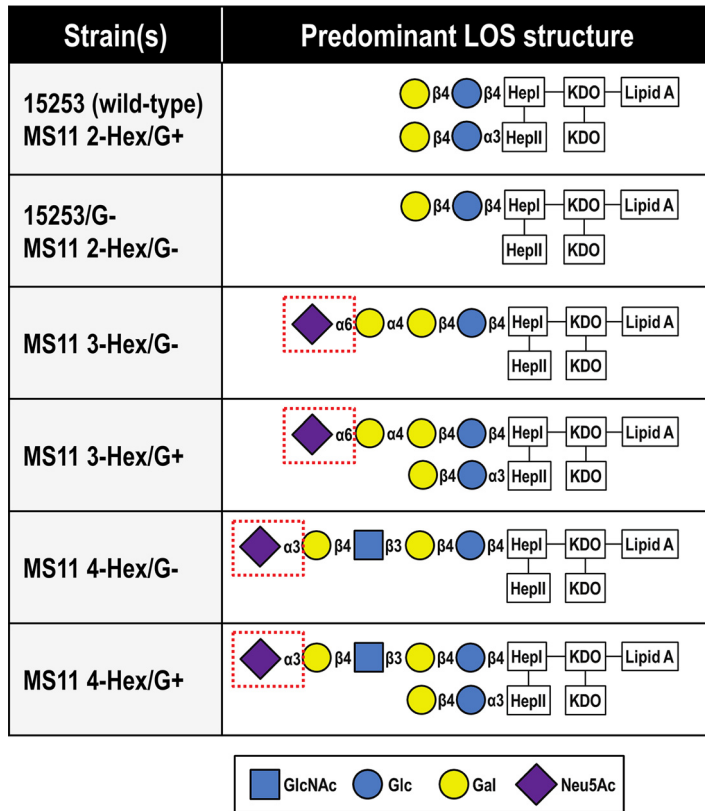 Strain(s) Predominant LOS structure
15253 (wild-type)
MS11 2-Hex/G+
β4 β4 HepI KDO Lipid A
β4 α3 HepII KDO
15253/G-
MS11 2-Hex/G-
β4 β4 HepI KDO Lipid A
HepII KDO
MS11 3-Hex/G-
α6 α4 β4 β4 HepI KDO Lipid A
HepII KDO
MS11 3-Hex/G+
α6 α4 β4 β4 HepI KDO Lipid A
β4 α3 HepII KDO
MS11 4-Hex/G-
α3 β4 β3 β4 β4 HepI KDO Lipid A
HepII KDO
MS11 4-Hex/G+
α3 β4 β3 β4 β4 HepI KDO Lipid A
β4 α3 HepII KDO
GlcNAc Glc Gal Neu5Ac